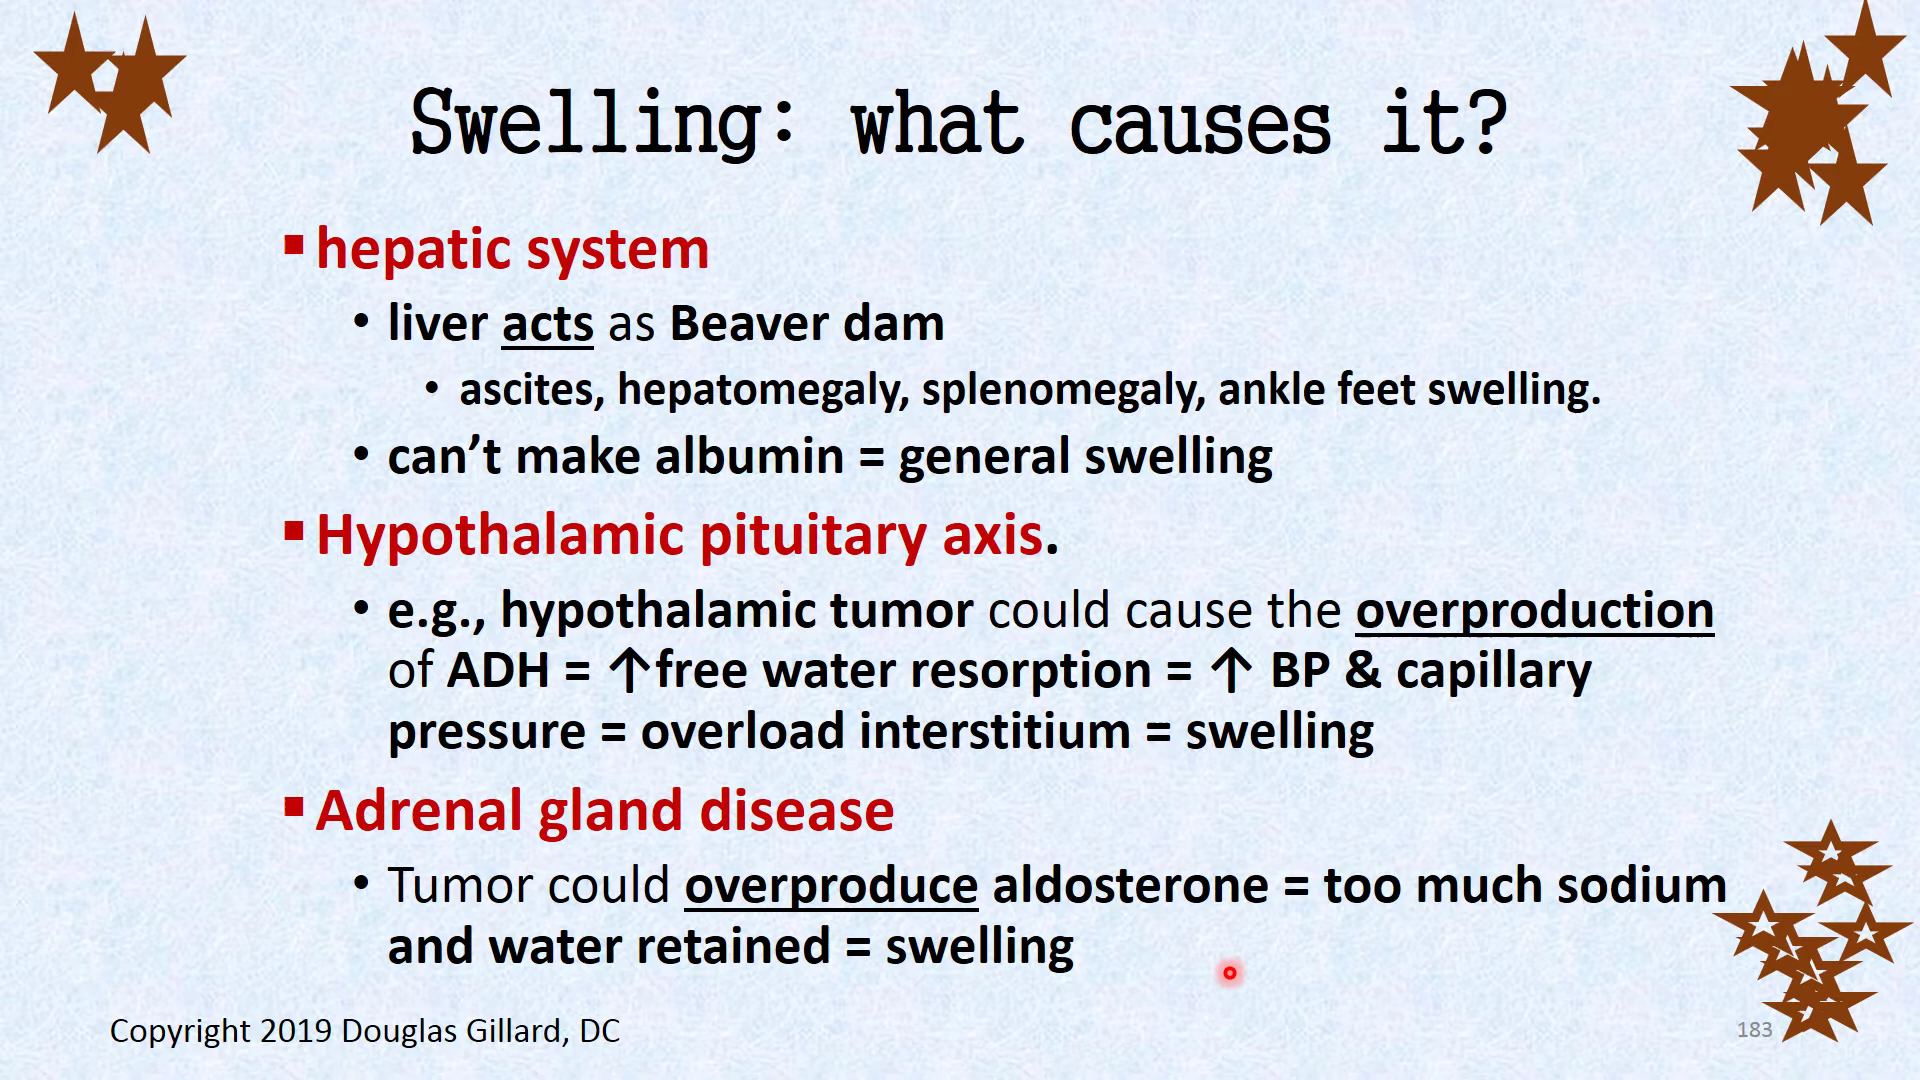 Swelling: what causes it?
▪ hepatic system
• liver acts as Beaver dam
• ascites, hepatomegaly, splenomegaly, ankle feet swelling.
• can’t make albumin = general swelling
▪ Hypothalamic pituitary axis.
• e.g., hypothalamic tumor could cause the overproduction
of ADH = ↑free water resorption = ↑ BP & capillary
pressure = overload interstitium = swelling
▪ Adrenal gland disease
• Tumor could overproduce aldosterone = too much sodium
and water retained = swelling
Copyright 2019 Douglas Gillard, DC
183